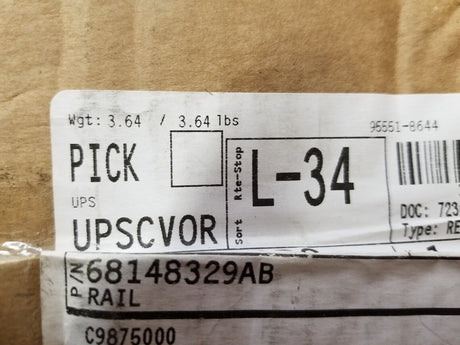 Wgt: 3.64 / 3.64 lbs
95551-8644
PICK
UPS
UPSCVOR
Sort Rte-Stop
L-34
DOC: 723
Type: RE
P/N 68148329AB
RAIL
C9875000